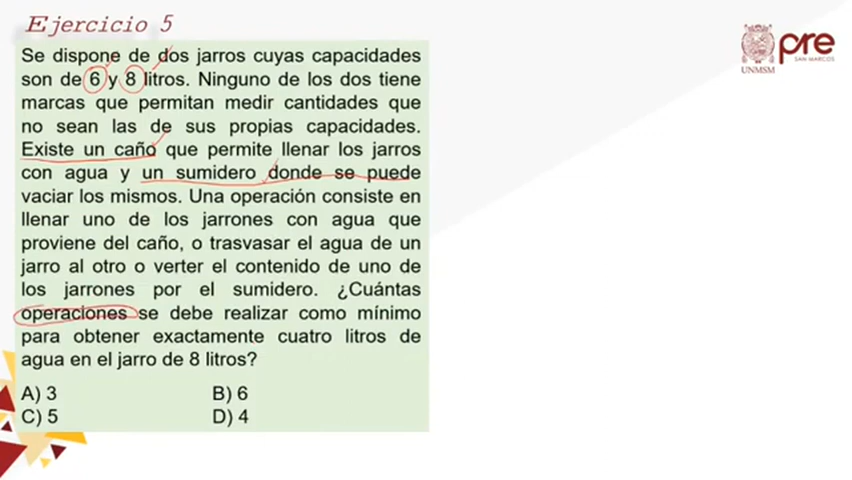 Ejercicio 5
Se dispone de dos jarros cuyas capacidades
son de 6 y 8 litros. Ninguno de los dos tiene
marcas que permitan medir cantidades que
no sean las de sus propias capacidades.
Existe un caño que permite llenar los jarros
con agua y un sumidero donde se puede
vaciar los mismos. Una operación consiste en
llenar uno de los jarrones con agua que
proviene del caño, o trasvasar el agua de un
jarro al otro o verter el contenido de uno de
los jarrones por el sumidero. ¿Cuántas
operaciones se debe realizar como mínimo
para obtener exactamente cuatro litros de
agua en el jarro de 8 litros?
A) 3 B) 6
C) 5 D) 4
UNMSM
pre
SAN MARCOS